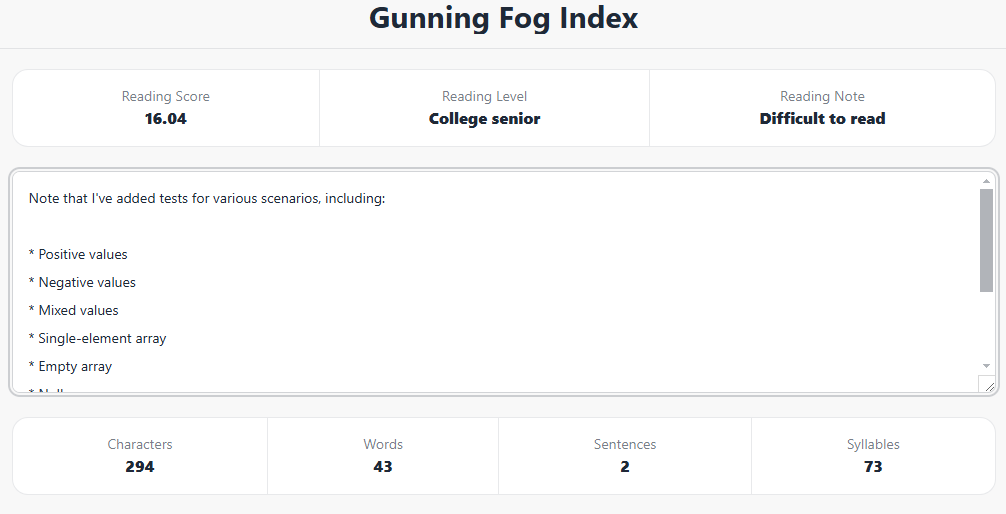 Gunning Fog Index
Reading Score
16.04
Reading Level
College senior
Reading Note
Difficult to read
Note that I've added tests for various scenarios, including:
* Positive values
* Negative values
* Mixed values
* Single-element array
* Empty array
Characters
294
Words
43
Sentences
2
Syllables
73